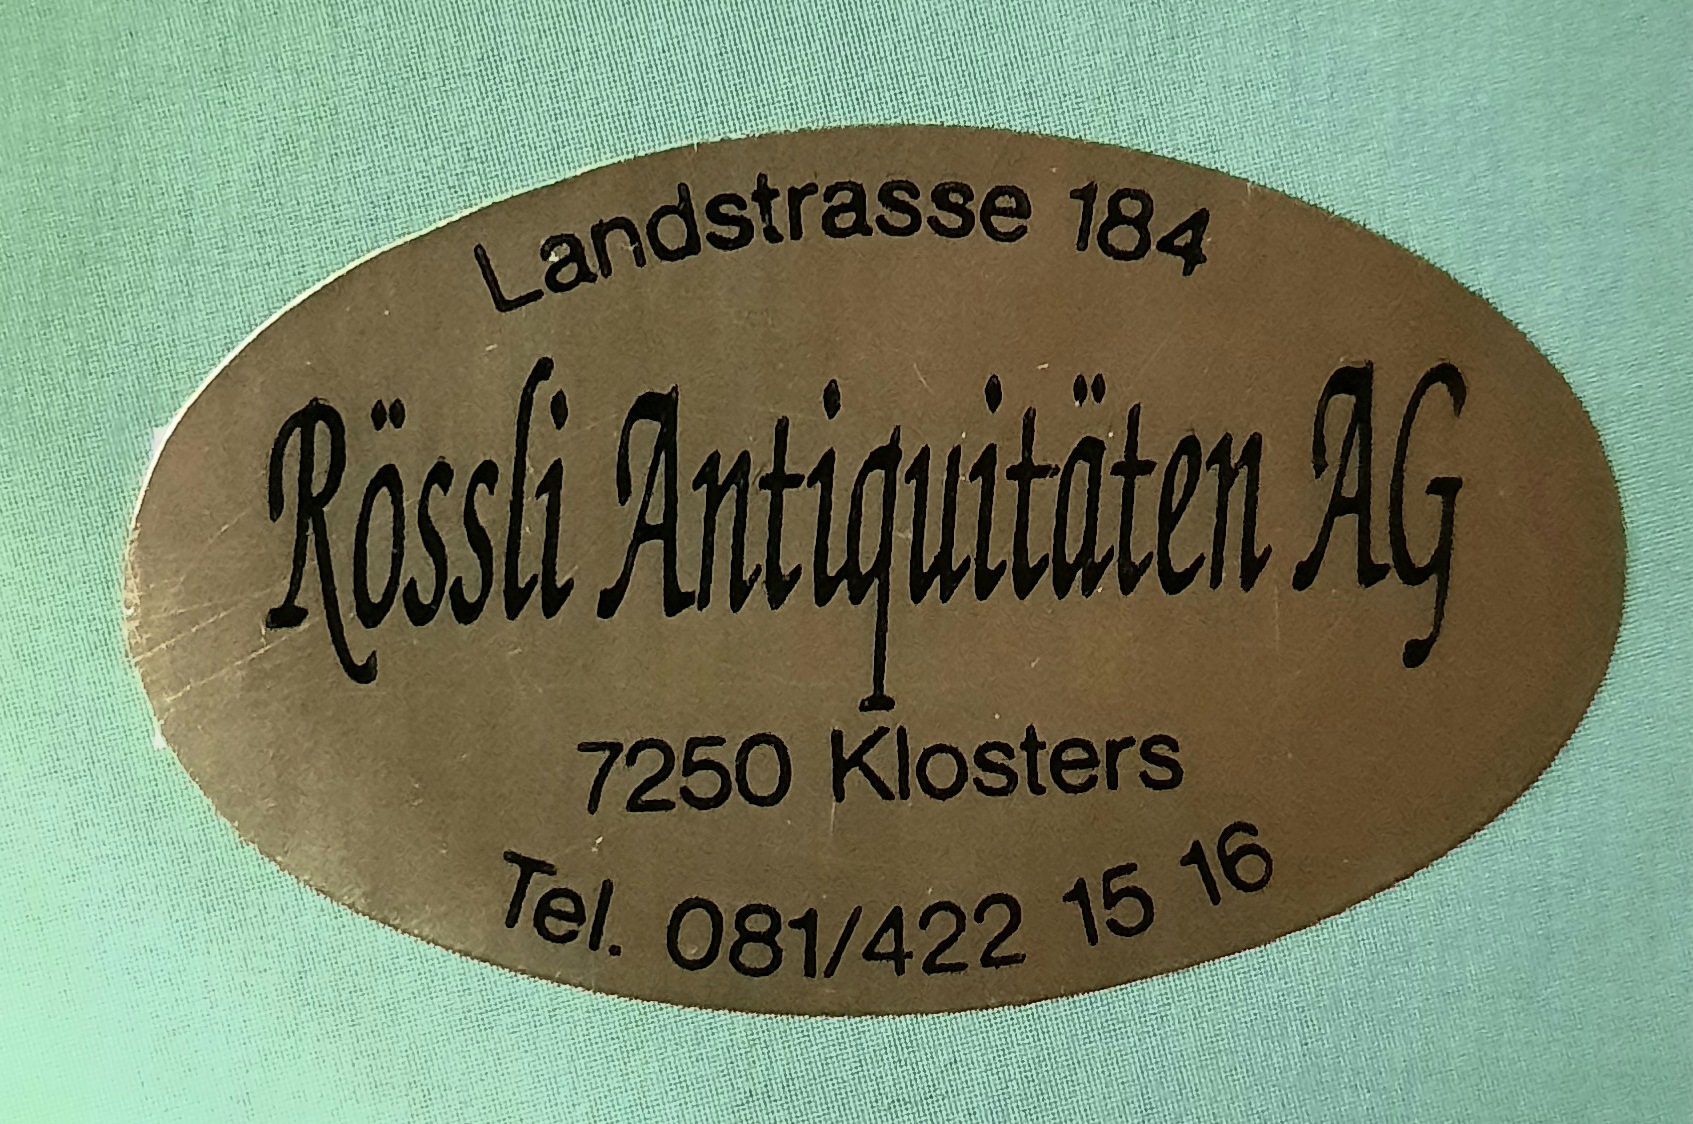 Landstrasse 184
Rössli Antiquitäten AG
7250 Klosters
Tel. 081/422 15 16